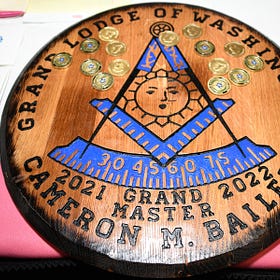 GRAND LODGE OF WASHIN
30 45 60 75
2021 GRAND 2022
MASTER
CAMERON M. BAIL